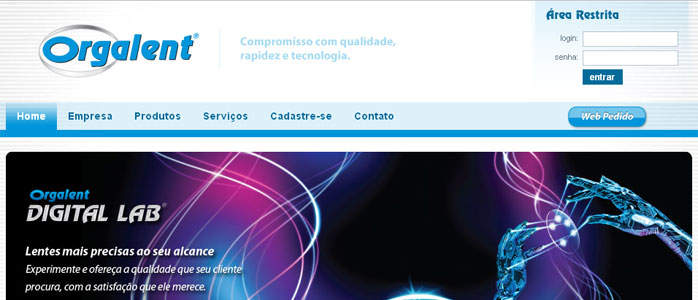 Orgalent®
Compromisso com qualidade,
rapidez e tecnologia.
Área Restrita
login:
senha:
entrar
Home Empresa Produtos Serviços Cadastre-se Contato Web Pedido
Orgalent
DIGITAL LAB®
Lentes mais precisas ao seu alcance
Experimente e ofereça a qualidade que seu cliente
procura, com a satisfação que ele merece.